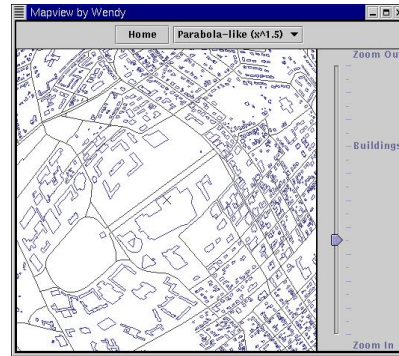 Mapview by Wendy
Home
Parabola-like (x^1.5)
Zoom Ou
Buildings
Zoom In